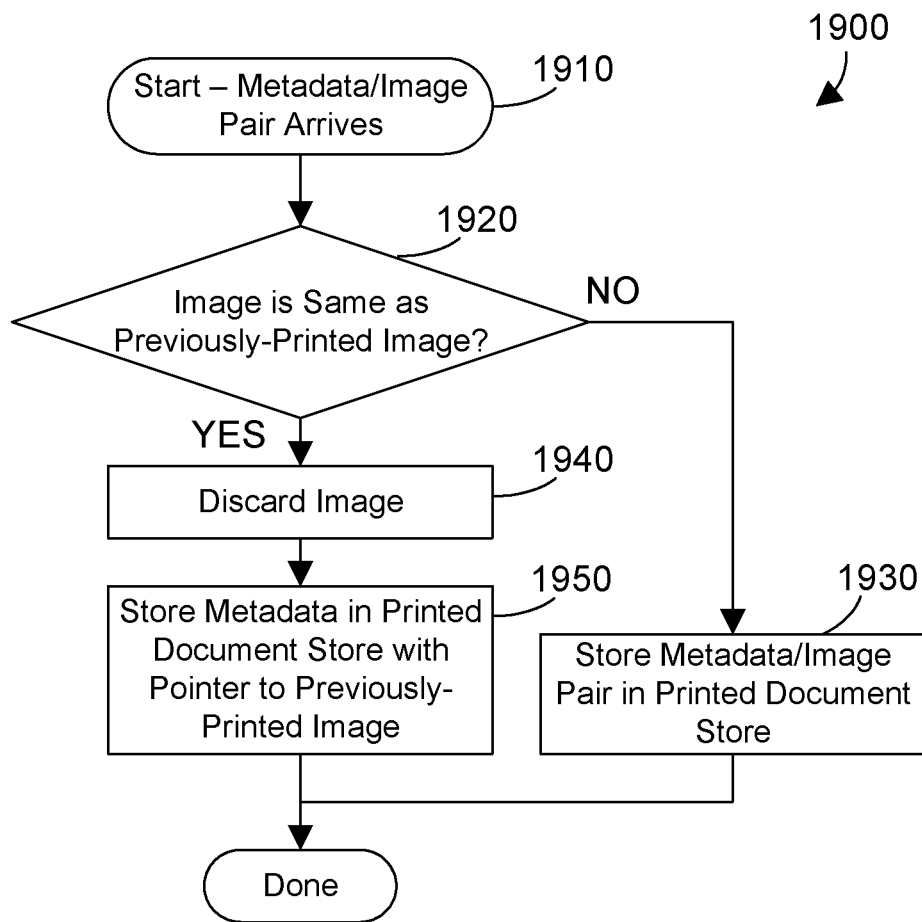 1900
Start – Metadata/Image
Pair Arrives
1910
1920
Image is Same as
Previously-Printed Image?
NO
YES
Discard Image
1940
Store Metadata in Printed
Document Store with
Pointer to Previously-
Printed Image
1950
Store Metadata/Image
Pair in Printed Document
Store
1930
Done